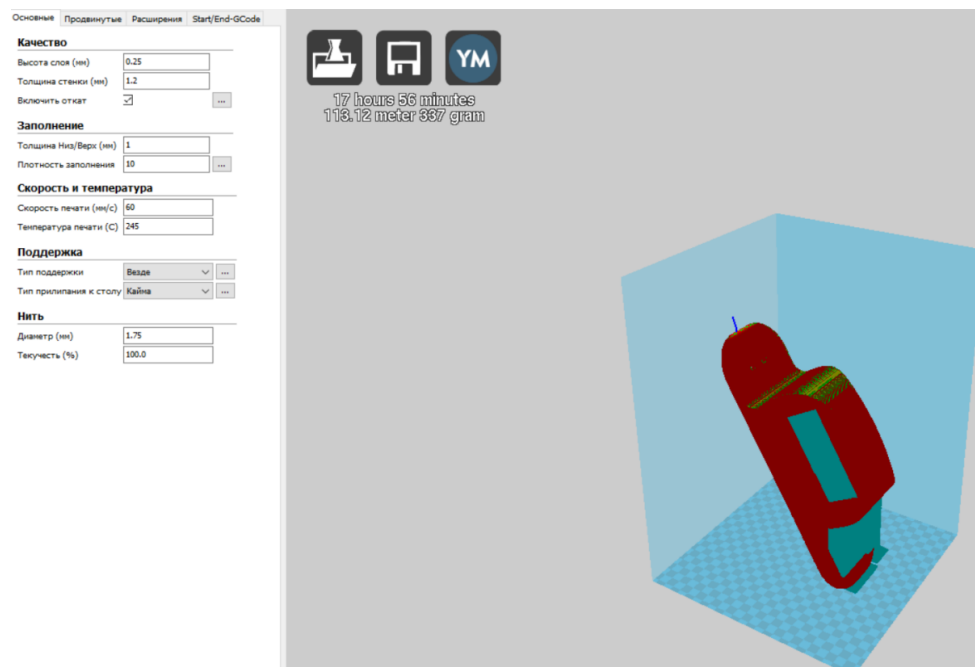 Основные Продвинутые Расширения Start/End-GCode
Качество
Высота слоя (мм) 0.25
Толщина стенки (мм) 1.2
Включить откат ...
Заполнение
Толщина Низ/Верх (мм) 1
Плотность заполнения 10 ...
Скорость и температура
Скорость печати (мм/с) 60
Температура печати (C) 245
Поддержка
Тип поддержки Везде ...
Тип прилипания к столу Кайма ...
Нить
Диаметр (мм) 1.75
Текучесть (%) 100.0
YM
17 hours 56 minutes
113.12 meter 337 gram